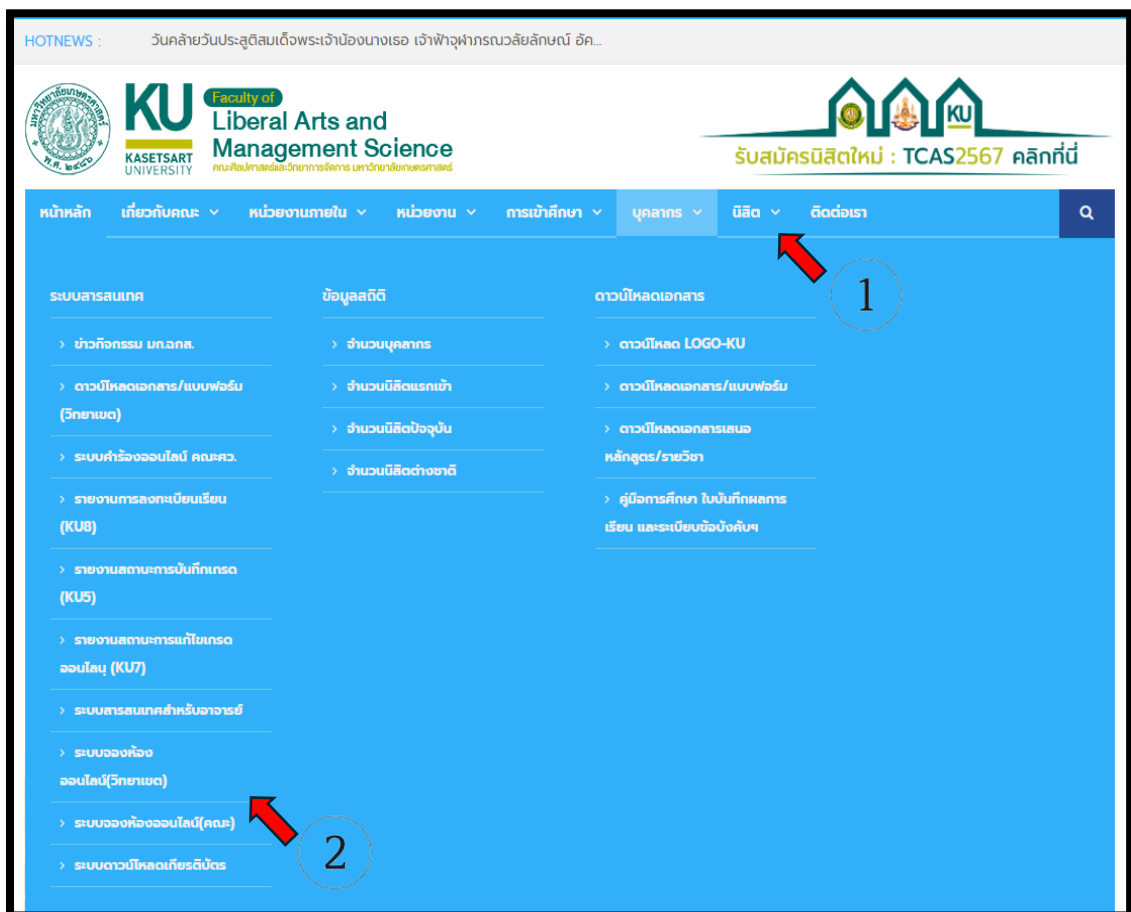 HOTNEWS : วันคล้ายวันประสูติสมเด็จพระเจ้าน้องนางเธอ เจ้าฟ้าจุฬาภรณวลัยลักษณ์ อัค...
มหาวิทยาลัยเกษตรศาสตร์
พ.ศ. ๒๔๘๖
KU
KASETSART
UNIVERSITY
Faculty of
Liberal Arts and
Management Science
คณะศิลปศาสตร์และวิทยาการจัดการ มหาวิทยาลัยเกษตรศาสตร์
KU
รับสมัครนิสิตใหม่ : TCAS2567 คลิกที่นี่
หน้าหลัก เกี่ยวกับคณะ หน่วยงานภายใน หน่วยงาน การเข้าศึกษา บุคลากร นิสิต ติดต่อเรา
1
ระบบสารสนเทศ
> ข่าวกิจกรรม มก.ฉกส.
> ดาวน์โหลดเอกสาร/แบบฟอร์ม
(วิทยาเขต)
> ระบบคำร้องออนไลน์ คณะศว.
> รายงานการลงทะเบียนเรียน
(KU8)
> รายงานสถานะการบันทึกเกรด
(KU5)
> รายงานสถานะการแก้ไขเกรด
ออนไลนฺุ (KU7)
> ระบบสารสนเทศสำหรับอาจารย์
> ระบบจองห้อง
ออนไลน์(วิทยาเขต)
> ระบบจองห้องออนไลน์(คณะ)
> ระบบดาวน์โหลดเกียรติบัตร
2
ข้อมูลสถิติ
> จำนวนบุคลากร
> จำนวนนิสิตแรกเข้า
> จำนวนนิสิตปัจจุบัน
> จำนวนนิสิตต่างชาติ
ดาวน์โหลดเอกสาร
> ดาวน์โหลด LOGO-KU
> ดาวน์โหลดเอกสาร/แบบฟอร์ม
> ดาวน์โหลดเอกสารเสนอ
หลักสูตร/รายวิชา
> คู่มือการศึกษา ใบบันทึกผลการ
เรียน และระเบียบข้อบังคับฯ